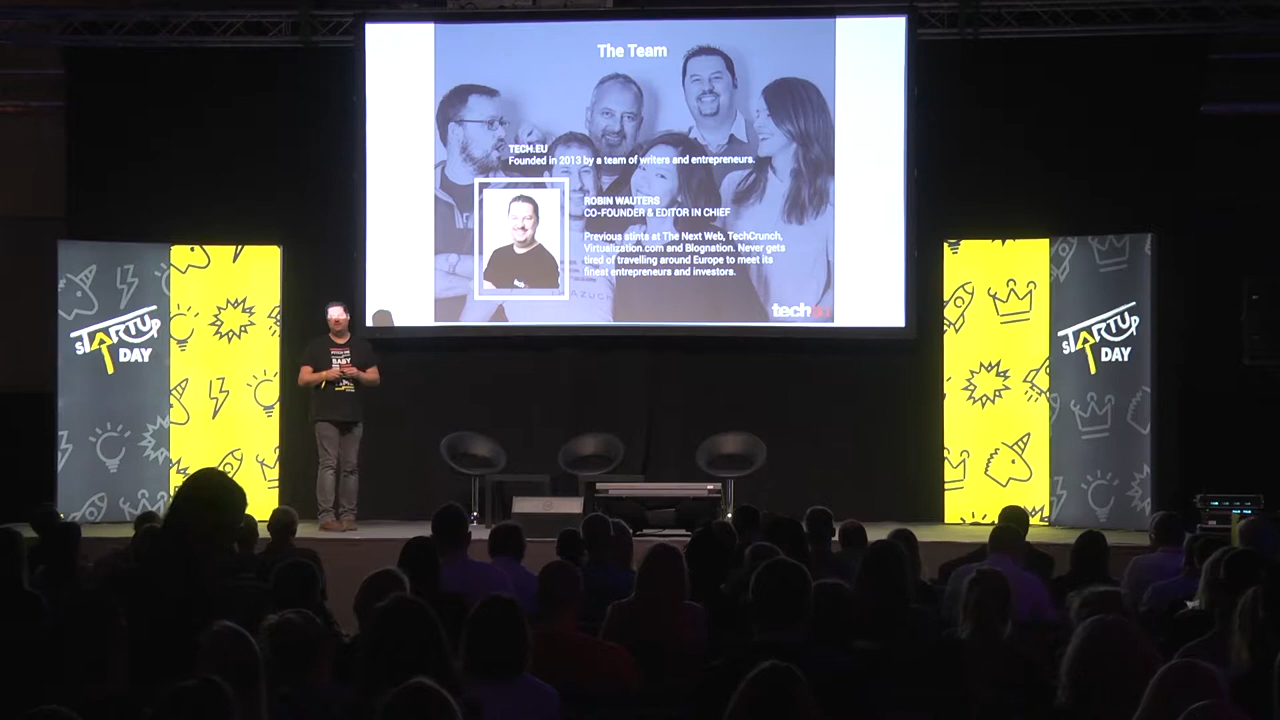 The Team
TECH.EU
Founded in 2013 by a team of writers and entrepreneurs.
ROBIN WAUTERS
CO-FOUNDER & EDITOR IN CHIEF
Previous stints at The Next Web, TechCrunch,
Virtualization.com and Blognation. Never gets
tired of travelling around Europe to meet its
finest entrepreneurs and investors.
tech
STARTUP
DAY
STARTUP
DAY
BABY